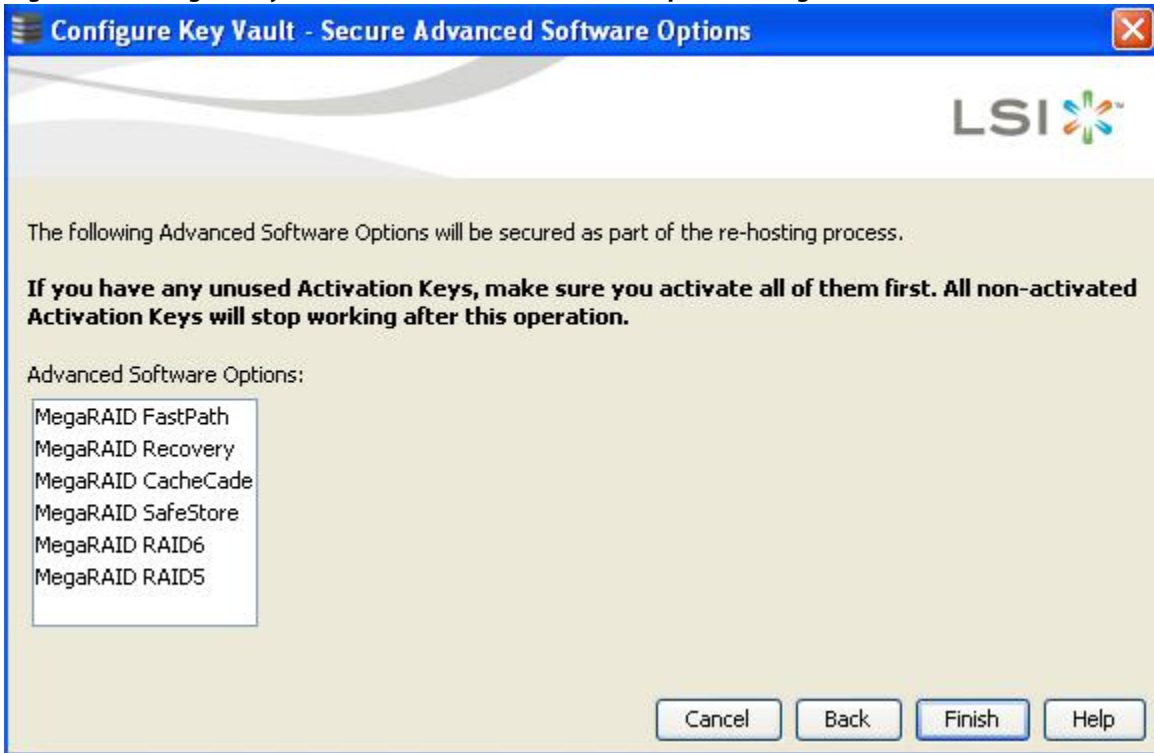 Configure Key Vault - Secure Advanced Software Options
LSI
The following Advanced Software Options will be secured as part of the re-hosting process.
If you have any unused Activation Keys, make sure you activate all of them first. All non-activated
Activation Keys will stop working after this operation.
Advanced Software Options:
MegaRAID FastPath
MegaRAID Recovery
MegaRAID CacheCade
MegaRAID SafeStore
MegaRAID RAID6
MegaRAID RAID5
Cancel Back Finish Help